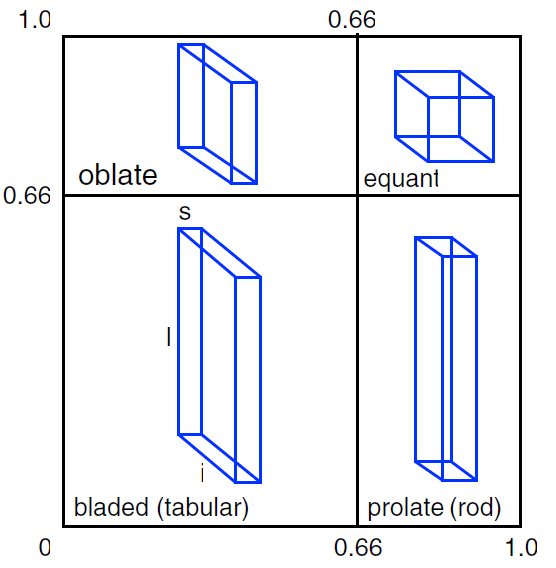 1.0
0.66
oblate
equant
0.66
s
l
i
bladed (tabular)
prolate (rod)
0
0.66
1.0